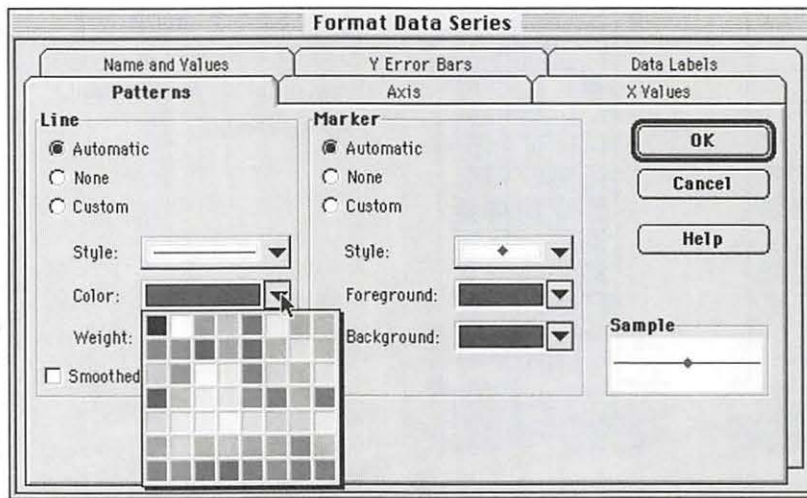 Format Data Series
Name and Values
Y Error Bars
Data Labels
Patterns
Axis
X Values
Line
Automatic
None
Custom
Style:
Color:
Weight:
Smoothed
Marker
Automatic
None
Custom
Style:
Foreground:
Background:
OK
Cancel
Help
Sample